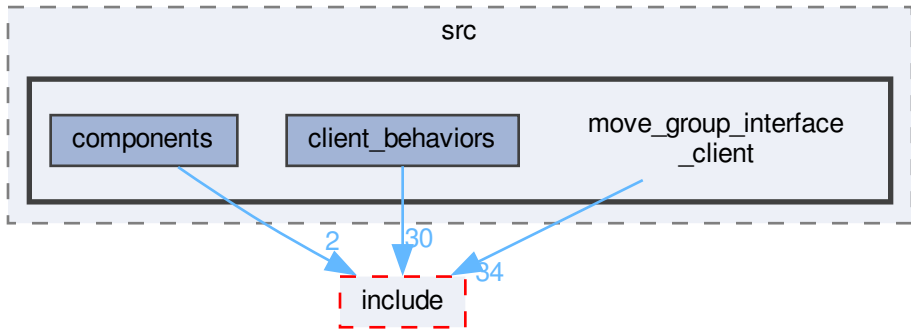 src
components
client_behaviors
move_group_interface
_client
2
30
34
include